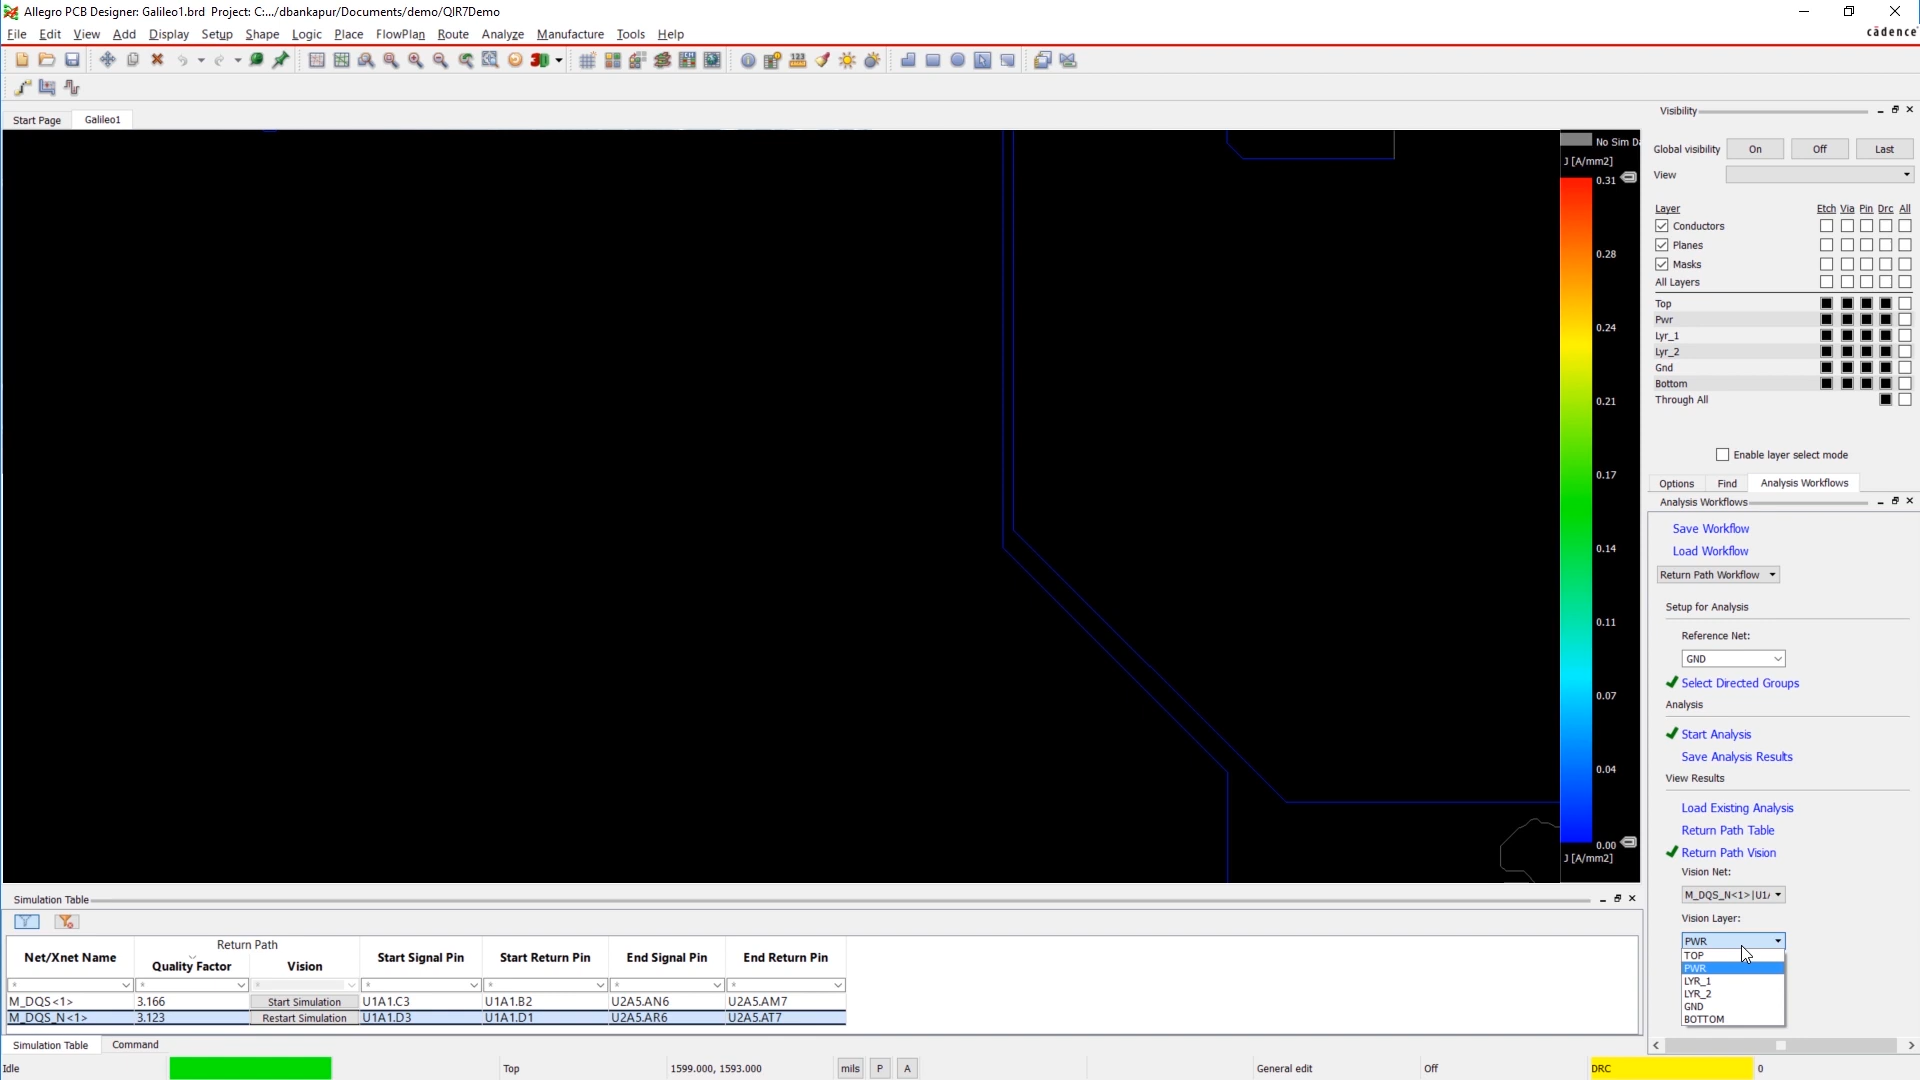 Allegro PCB Designer: Galileo1.brd  Project: C:.../dbankapur/Documents/demo/QIR7Demo
File Edit View Add Display Setup Shape Logic Place FlowPlan Route Analyze Manufacture Tools Help
cādence
3D
Start Page Galileo1
Visibility
Global visibility On Off Last
View
Layer Etch Via Pin Drc All
Conductors
Planes
Masks
All Layers
Top
Pwr
Lyr_1
Lyr_2
Gnd
Bottom
Through All
Enable layer select mode
Options Find Analysis Workflows
Analysis Workflows
Save Workflow
Load Workflow
Return Path Workflow
Setup for Analysis
Reference Net:
GND
Select Directed Groups
Analysis
Start Analysis
Save Analysis Results
View Results
Load Existing Analysis
Return Path Table
Return Path Vision
Vision Net:
M_DQS_N<1>|U1
Vision Layer:
PWR
TOP
PWR
LYR_1
LYR_2
GND
BOTTOM
No Sim Da
J [A/mm2]
0.31
0.28
0.24
0.21
0.17
0.14
0.11
0.07
0.04
0.00
J [A/mm2]
Simulation Table
Return Path
Net/Xnet Name Quality Factor Vision Start Signal Pin Start Return Pin End Signal Pin End Return Pin
* * * * * * *
M_DQS<1> 3.166 Start Simulation U1A1.C3 U1A1.B2 U2A5.AN6 U2A5.AM7
M_DQS_N<1> 3.123 Restart Simulation U1A1.D3 U1A1.D1 U2A5.AR6 U2A5.AT7
Simulation Table Command
Idle Top 1599.000, 1593.000 mils P A General edit Off DRC 0